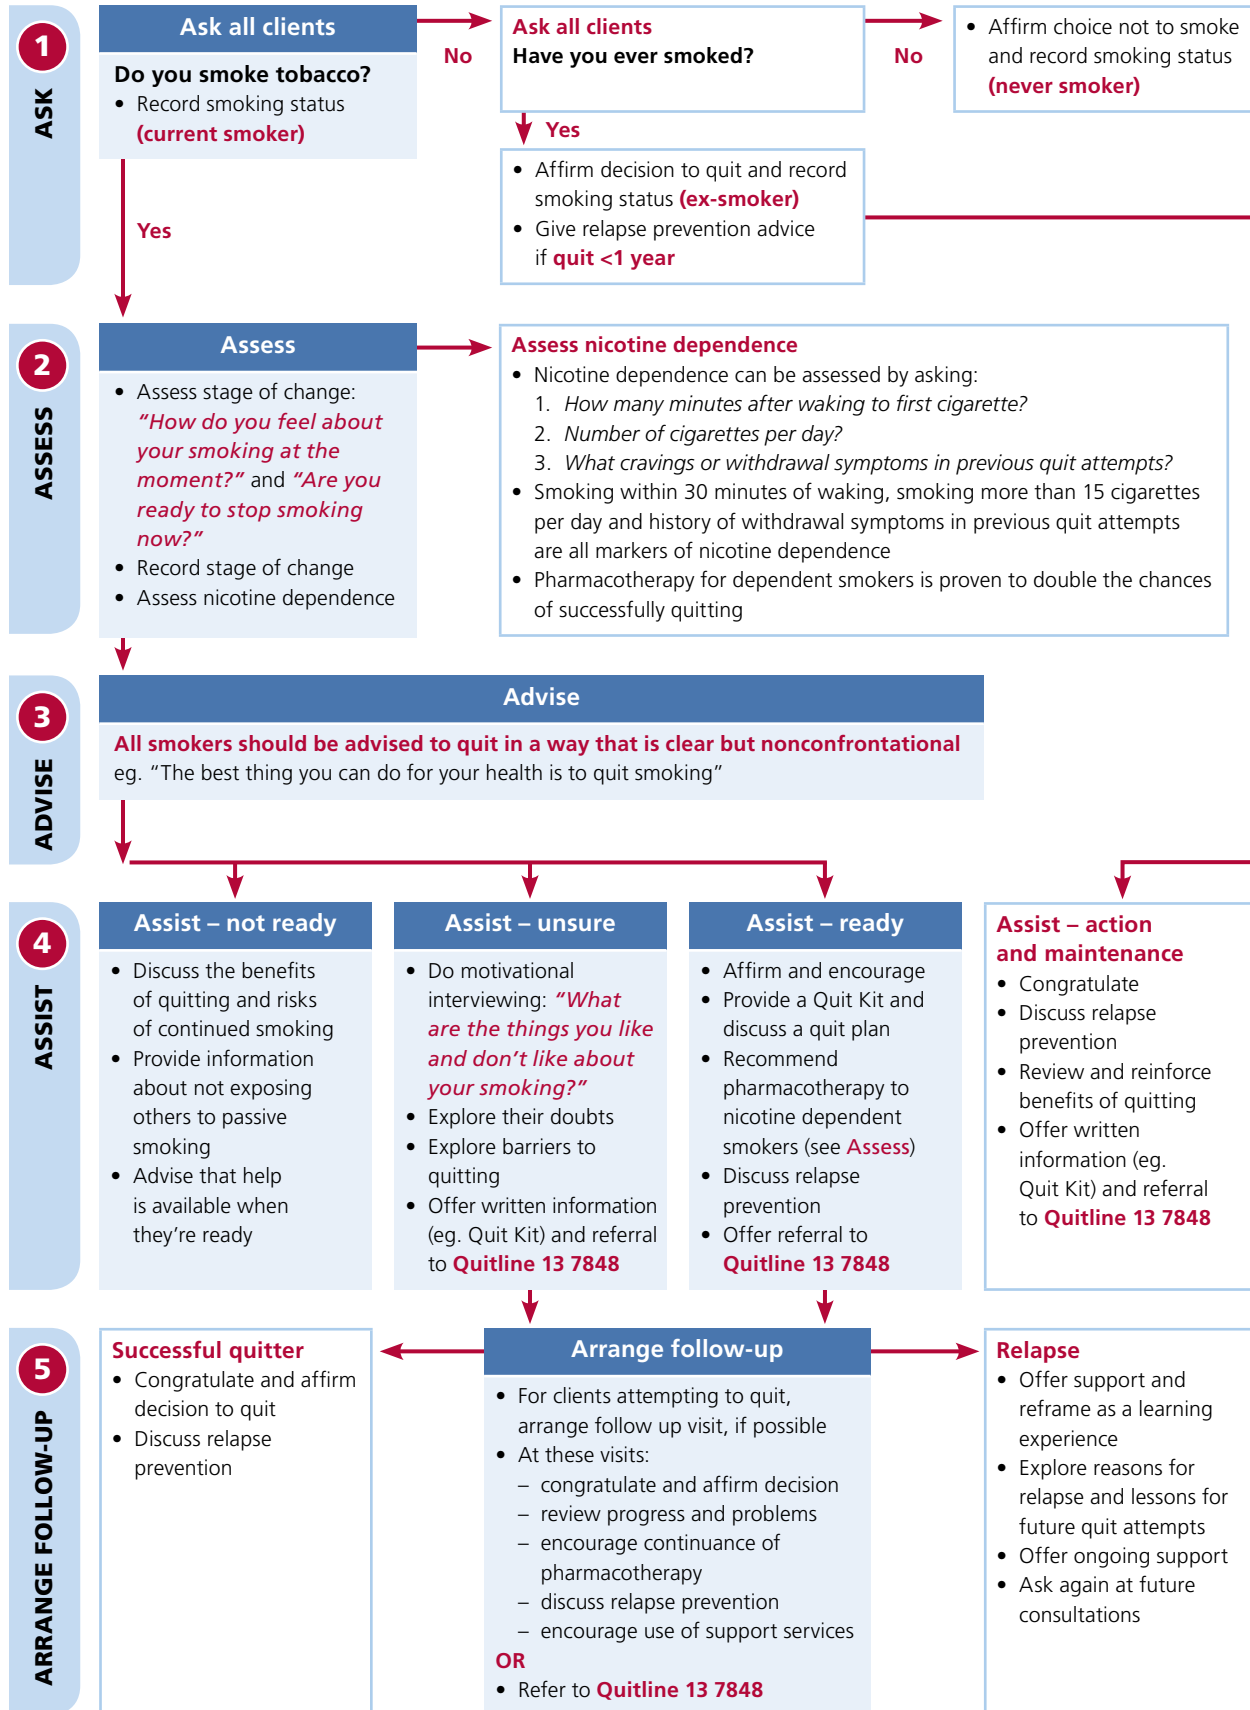 1
ASK
Ask all clients
Do you smoke tobacco?
• Record smoking status
(current smoker)
No
Ask all clients
Have you ever smoked?
No
• Affirm choice not to smoke
and record smoking status
(never smoker)
Yes
• Affirm decision to quit and record
smoking status (ex-smoker)
• Give relapse prevention advice
if quit <1 year
Yes
2
ASSESS
Assess
• Assess stage of change:
"How do you feel about
your smoking at the
moment?" and "Are you
ready to stop smoking
now?"
• Record stage of change
• Assess nicotine dependence
Assess nicotine dependence
• Nicotine dependence can be assessed by asking:
1. How many minutes after waking to first cigarette?
2. Number of cigarettes per day?
3. What cravings or withdrawal symptoms in previous quit attempts?
• Smoking within 30 minutes of waking, smoking more than 15 cigarettes
per day and history of withdrawal symptoms in previous quit attempts
are all markers of nicotine dependence
• Pharmacotherapy for dependent smokers is proven to double the chances
of successfully quitting
3
ADVISE
Advise
All smokers should be advised to quit in a way that is clear but nonconfrontational
eg. "The best thing you can do for your health is to quit smoking"
4
ASSIST
Assist – not ready
• Discuss the benefits
of quitting and risks
of continued smoking
• Provide information
about not exposing
others to passive
smoking
• Advise that help
is available when
they're ready
Assist – unsure
• Do motivational
interviewing: "What
are the things you like
and don't like about
your smoking?"
• Explore their doubts
• Explore barriers to
quitting
• Offer written information
(eg. Quit Kit) and referral
to Quitline 13 7848
Assist – ready
• Affirm and encourage
• Provide a Quit Kit and
discuss a quit plan
• Recommend
pharmacotherapy to
nicotine dependent
smokers (see Assess)
• Discuss relapse
prevention
• Offer referral to
Quitline 13 7848
Assist – action
and maintenance
• Congratulate
• Discuss relapse
prevention
• Review and reinforce
benefits of quitting
• Offer written
information (eg.
Quit Kit) and referral
to Quitline 13 7848
5
ARRANGE FOLLOW-UP
Successful quitter
• Congratulate and affirm
decision to quit
• Discuss relapse
prevention
Arrange follow-up
• For clients attempting to quit,
arrange follow up visit, if possible
• At these visits:
– congratulate and affirm decision
– review progress and problems
– encourage continuance of
pharmacotherapy
– discuss relapse prevention
– encourage use of support services
OR
• Refer to Quitline 13 7848
Relapse
• Offer support and
reframe as a learning
experience
• Explore reasons for
relapse and lessons for
future quit attempts
• Offer ongoing support
• Ask again at future
consultations